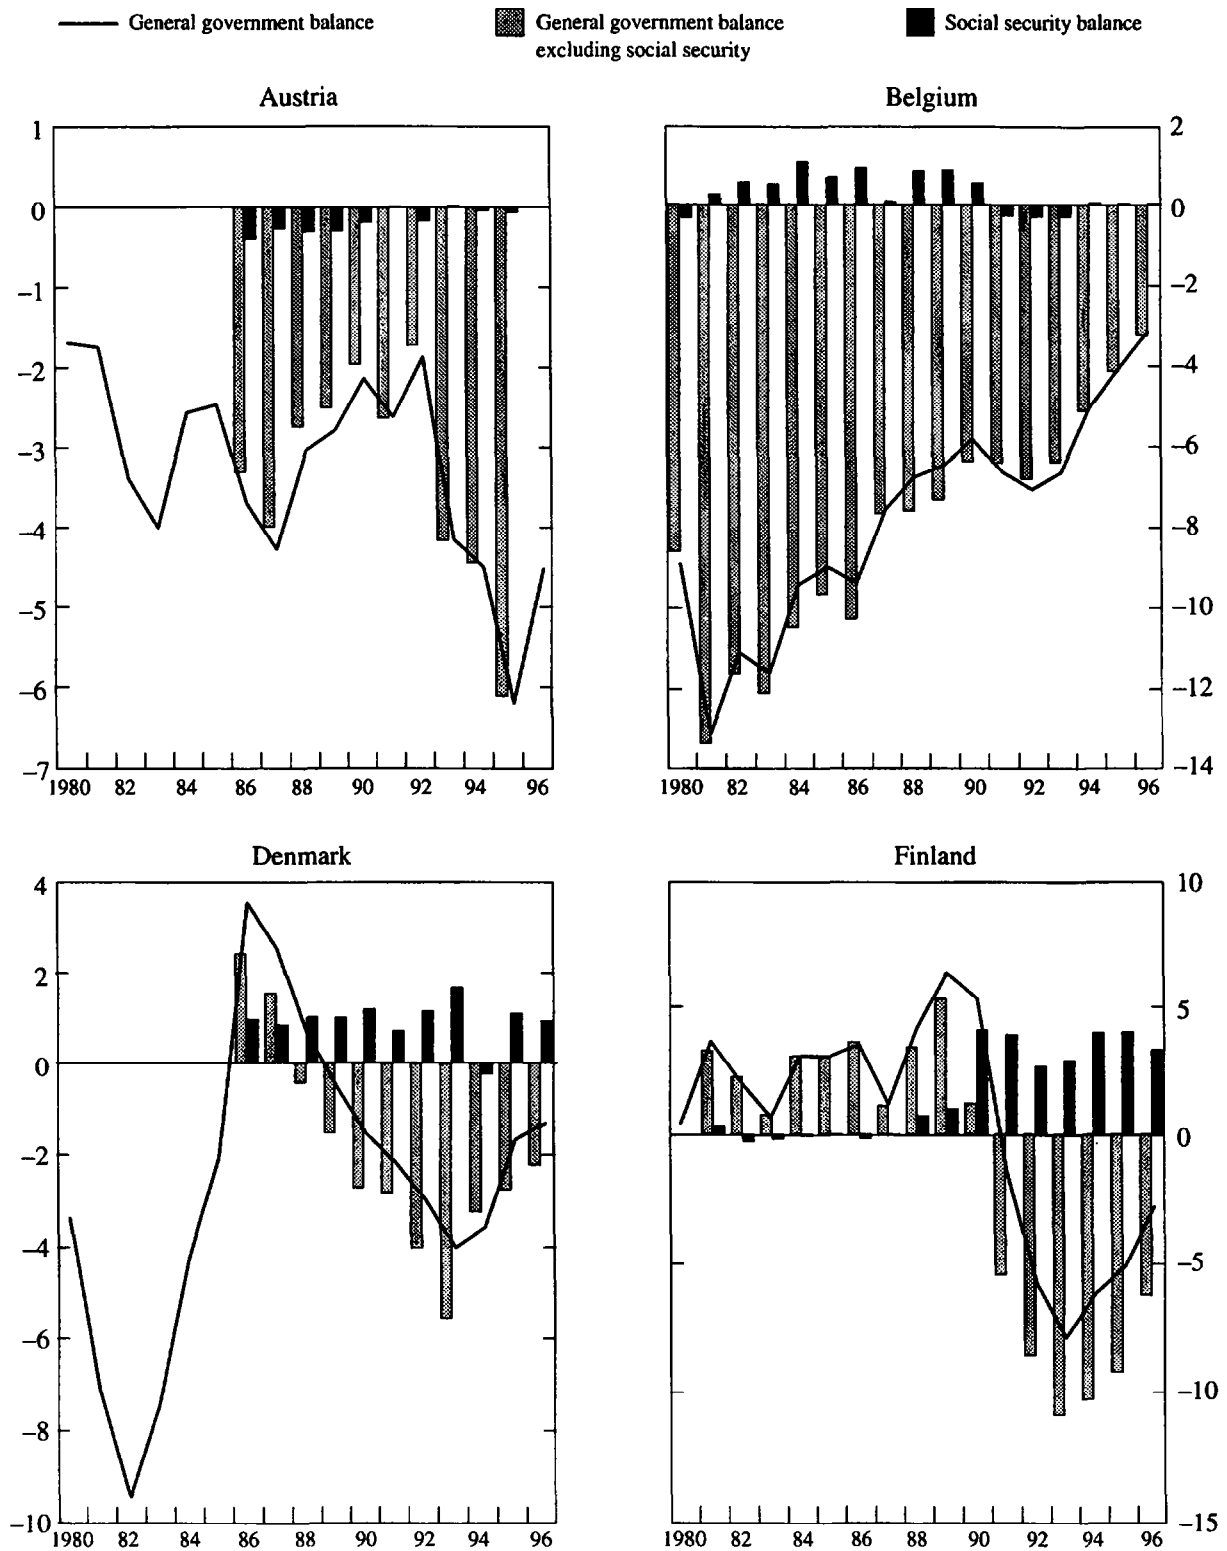 General government balance
General government balance
excluding social security
Social security balance
Austria
1
0
−1
−2
−3
−4
−5
−6
−7
1980 82 84 86 88 90 92 94 96
Belgium
2
0
−2
−4
−6
−8
−10
−12
−14
1980 82 84 86 88 90 92 94 96
Denmark
4
2
0
−2
−4
−6
−8
−10
1980 82 84 86 88 90 92 94 96
Finland
10
5
0
−5
−10
−15
1980 82 84 86 88 90 92 94 96